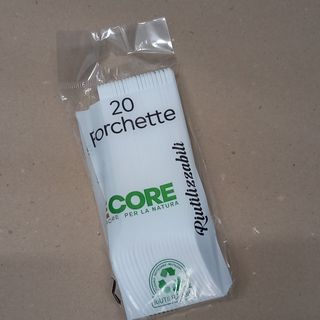 20
Forchette
CORE
PER LA NATURA
Riutilizzabili